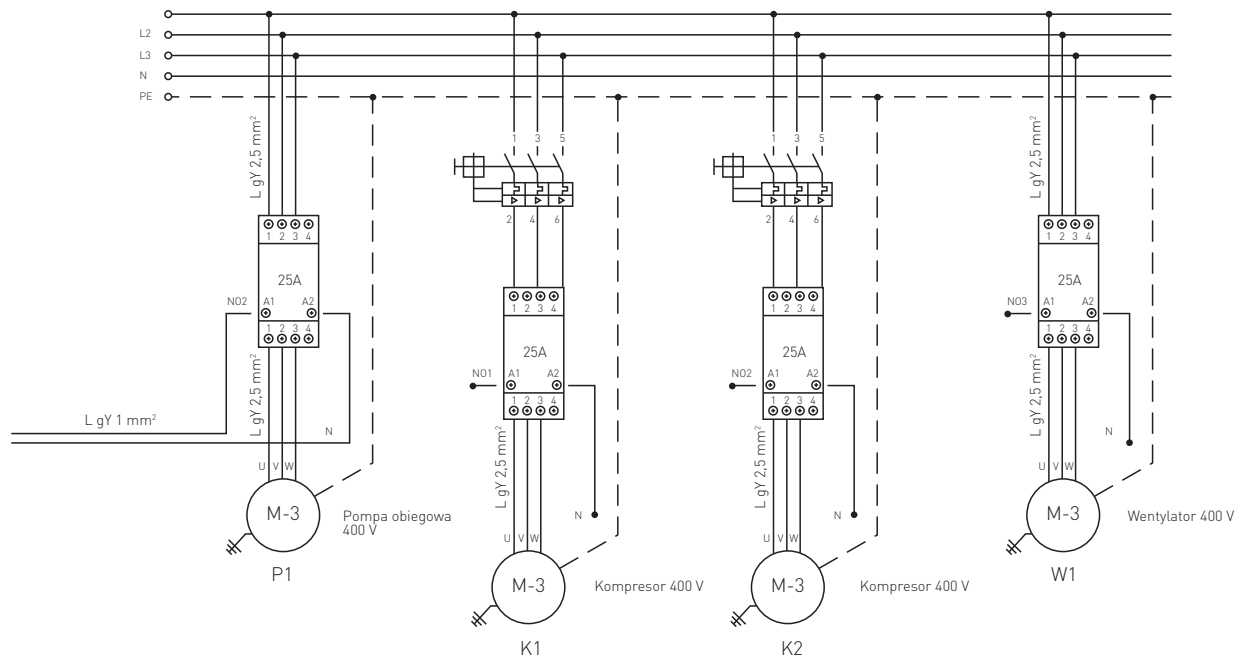 L2
L3
N
PE
1 3 5
1 3 5
L gY 2,5 mm²
L gY 2,5 mm²
2 4 6
2 4 6
1 2 3 4
25A
NO2 A1 A2
1 2 3 4
1 2 3 4
25A
NO3 A1 A2
1 2 3 4
1 2 3 4
25A
NO1 A1 A2
1 2 3 4
1 2 3 4
25A
NO2 A1 A2
1 2 3 4
L gY 2,5 mm²
L gY 2,5 mm²
L gY 1 mm²
N
N
L gY 2,5 mm²
L gY 2,5 mm²
U V W
M-3
Pompa obiegowa
400 V
P1
N
U V W
M-3
Kompresor 400 V
K1
N
U V W
M-3
Kompresor 400 V
K2
U V W
M-3
Wentylator 400 V
W1